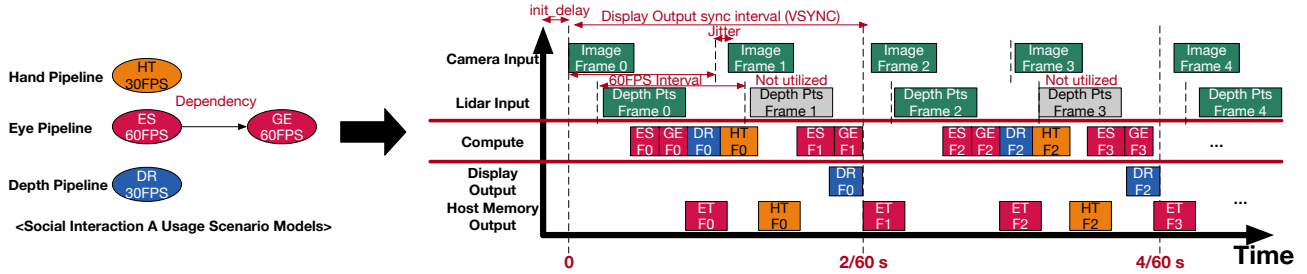 Hand Pipeline
HT
30FPS
Dependency
Eye Pipeline
ES
60FPS
GE
60FPS
Depth Pipeline
DR
30FPS
<Social Interaction A Usage Scenario Models>
init_delay
Display Output sync interval (VSYNC)
Jitter
Camera Input
Image
Frame 0
Image
Frame 1
Image
Frame 2
Image
Frame 3
Image
Frame 4
60FPS Interval
Not utilized
Not utilized
Lidar Input
Depth Pts
Frame 0
Depth Pts
Frame 1
Depth Pts
Frame 2
Depth Pts
Frame 3
Depth Pts
Frame 4
Compute
ES
F0
GE
F0
DR
F0
HT
F0
ES
F1
GE
F1
ES
F2
GE
F2
DR
F2
HT
F2
ES
F3
GE
F3
...
Display
Output
DR
F0
DR
F2
Host Memory
Output
ET
F0
HT
F0
ET
F1
ET
F2
HT
F2
ET
F3
...
Time
0
2/60 s
4/60 s